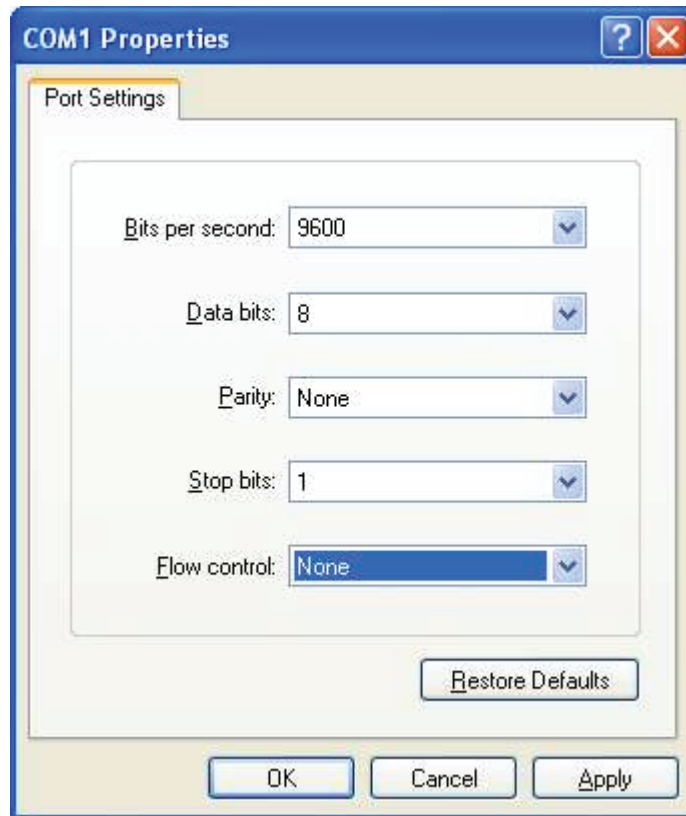 COM1 Properties
Port Settings
Bits per second: 9600
Data bits: 8
Parity: None
Stop bits: 1
Flow control: None
Restore Defaults
OK Cancel Apply